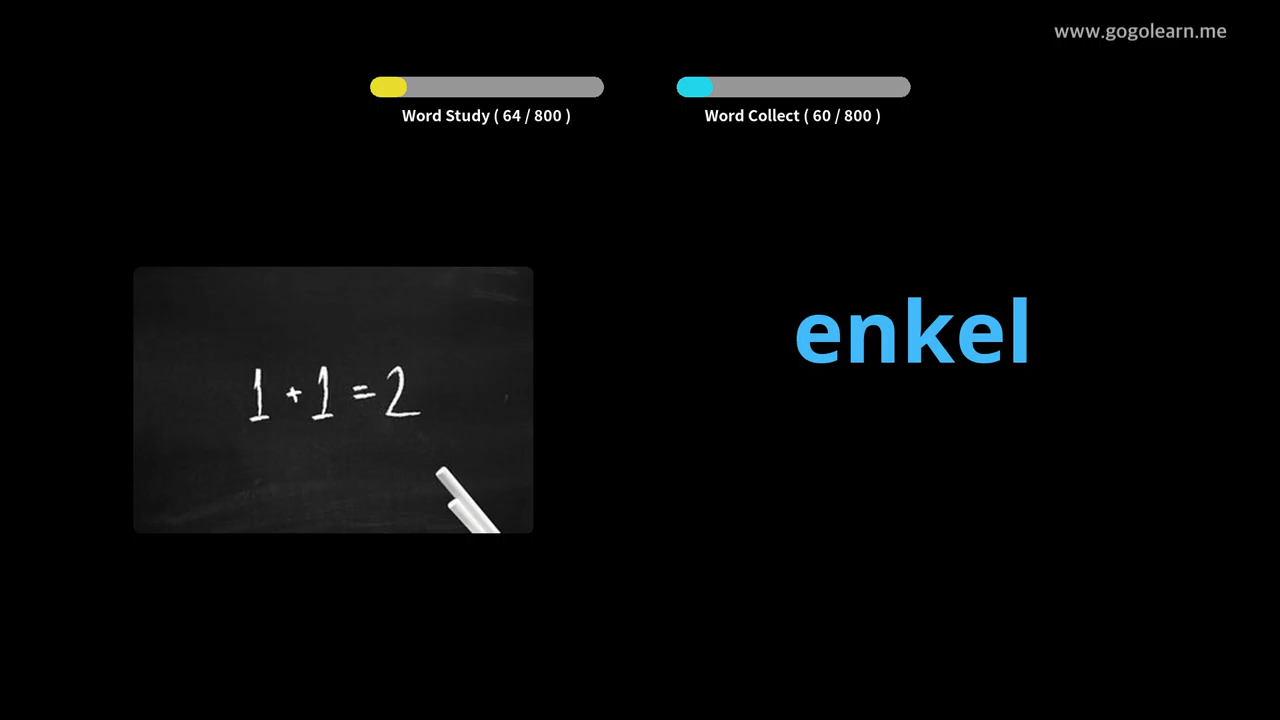 www.gogolearn.me
Word Study ( 64 / 800 )
Word Collect ( 60 / 800 )
enkel
1 + 1 = 2